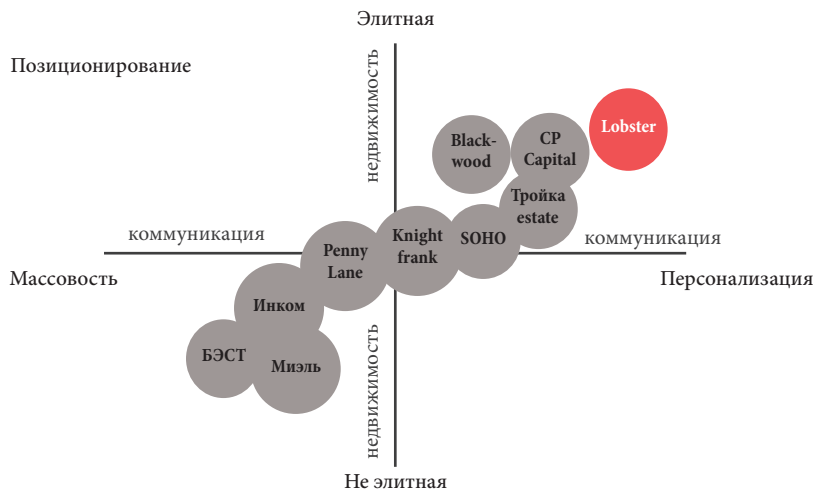 Элитная
Позиционирование
недвижимость
Lobster
Black-
wood
CP
Capital
Тройка
estate
коммуникация
Knight
frank
SOHO
коммуникация
Penny
Lane
Массовость
Персонализация
Инком
БЭСТ
Миэль
недвижимость
Не элитная